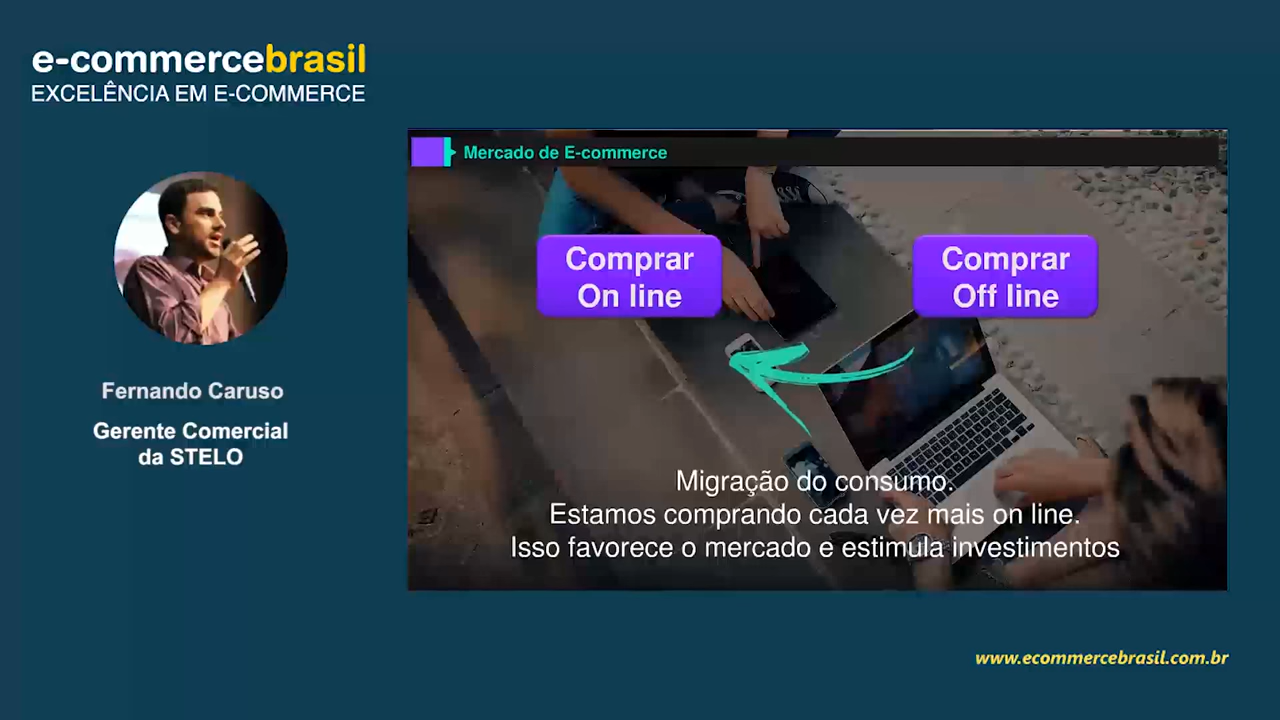 e-commercebrasil
EXCELÊNCIA EM E-COMMERCE
Fernando Caruso
Gerente Comercial
da STELO
Mercado de E-commerce
Comprar
On line
Comprar
Off line
Migração do consumo.
Estamos comprando cada vez mais on line.
Isso favorece o mercado e estimula investimentos
www.ecommercebrasil.com.br